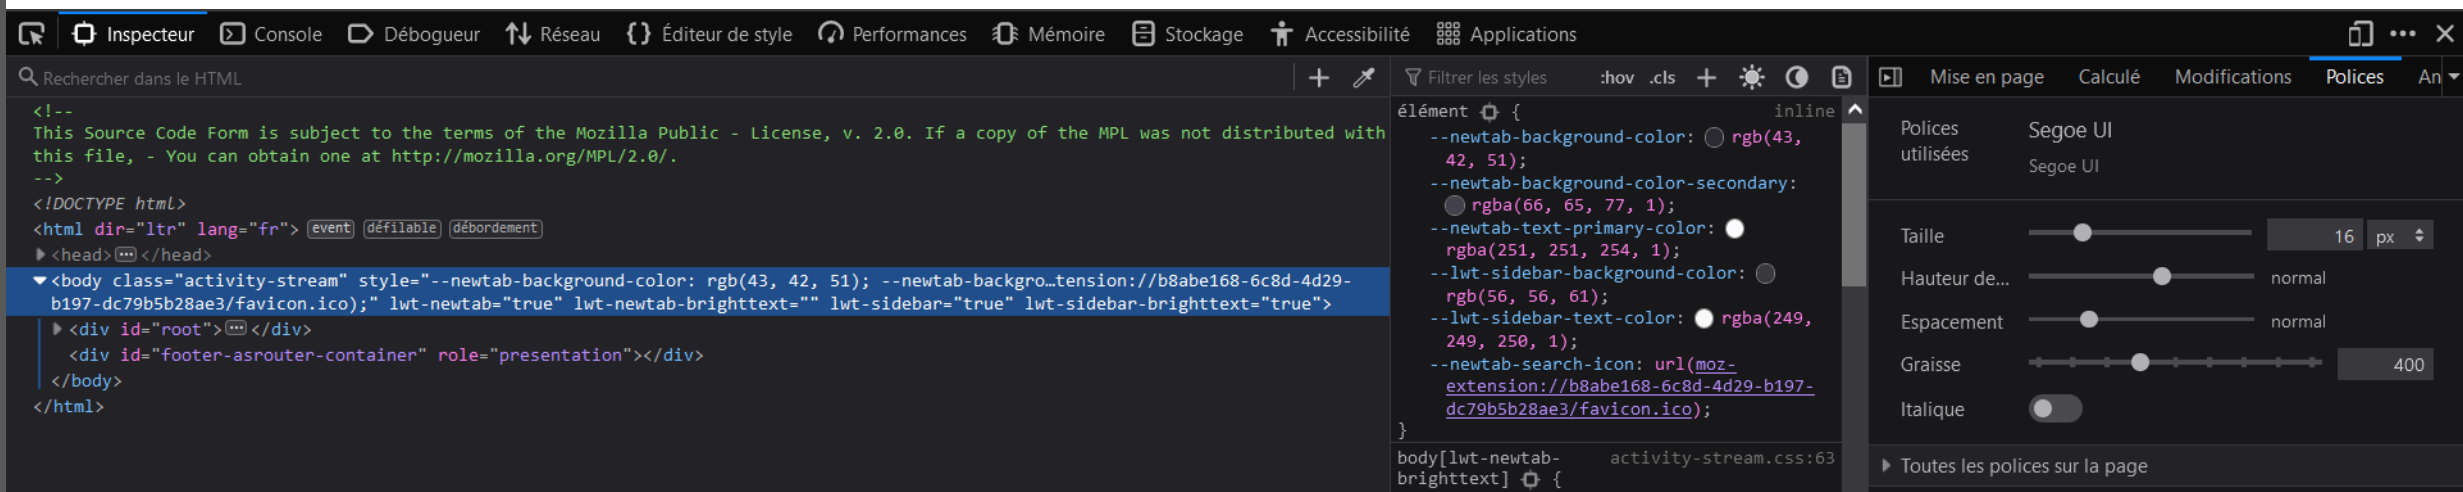 Inspecteur Console Débogueur Réseau {} Éditeur de style Performances Mémoire Stockage Accessibilité Applications
Rechercher dans le HTML
<!--
This Source Code Form is subject to the terms of the Mozilla Public - License, v. 2.0. If a copy of the MPL was not distributed with
this file, - You can obtain one at http://mozilla.org/MPL/2.0/.
-->
<!DOCTYPE html>
<html dir="ltr" lang="fr"> event défilable débordement
<head>···</head>
<body class="activity-stream" style="--newtab-background-color: rgb(43, 42, 51); --newtab-backgro…tension://b8abe168-6c8d-4d29-
b197-dc79b5b28ae3/favicon.ico);" lwt-newtab="true" lwt-newtab-brighttext="" lwt-sidebar="true" lwt-sidebar-brighttext="true">
<div id="root">···</div>
<div id="footer-asrouter-container" role="presentation"></div>
</body>
</html>
Filtrer les styles :hov .cls +
élément { inline
--newtab-background-color: rgb(43,
42, 51);
--newtab-background-color-secondary:
rgba(66, 65, 77, 1);
--newtab-text-primary-color:
rgba(251, 251, 254, 1);
--lwt-sidebar-background-color:
rgb(56, 56, 61);
--lwt-sidebar-text-color: rgba(249,
249, 250, 1);
--newtab-search-icon: url(moz-
extension://b8abe168-6c8d-4d29-b197-
dc79b5b28ae3/favicon.ico);
}
body[lwt-newtab- activity-stream.css:63
brighttext] {
Mise en page Calculé Modifications Polices An
Polices
utilisées
Segoe UI
Segoe UI
Taille 16 px
Hauteur de... normal
Espacement normal
Graisse 400
Italique
Toutes les polices sur la page